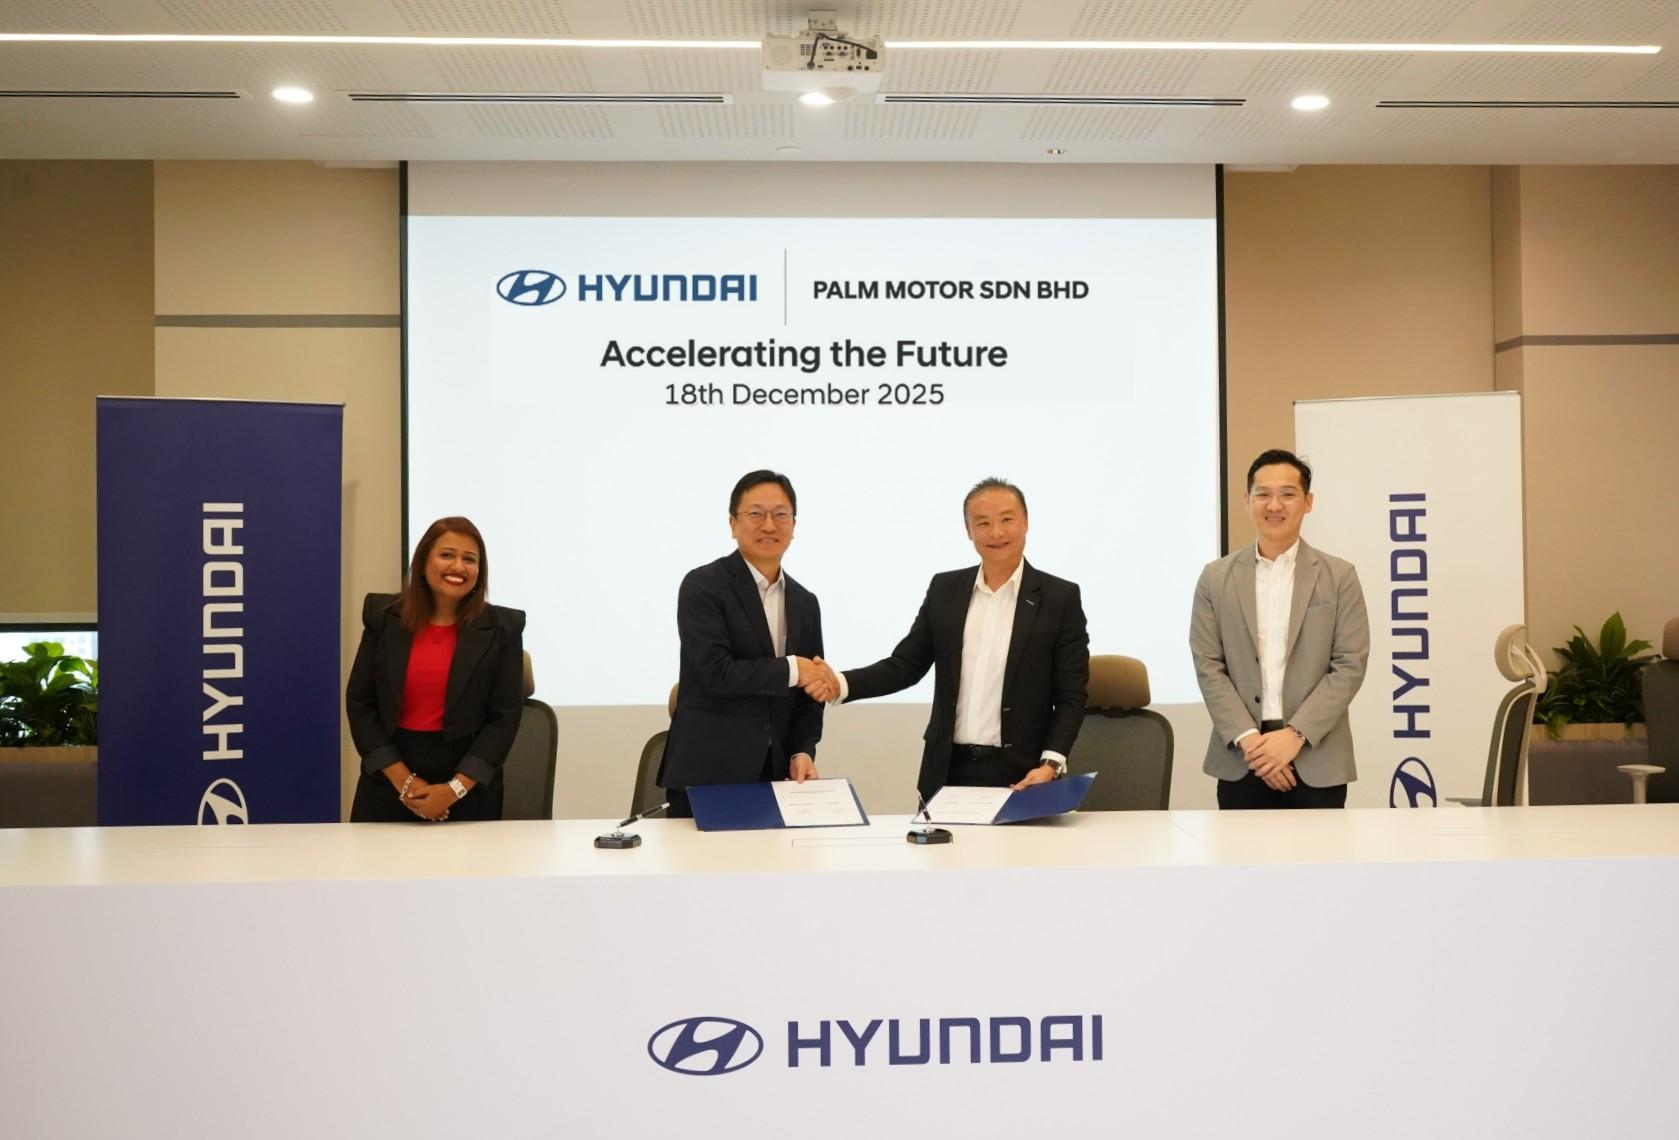 HYUNDAI | PALM MOTOR SDN BHD
Accelerating the Future
18th December 2025
HYUNDAI
HYUNDAI
HYUNDAI